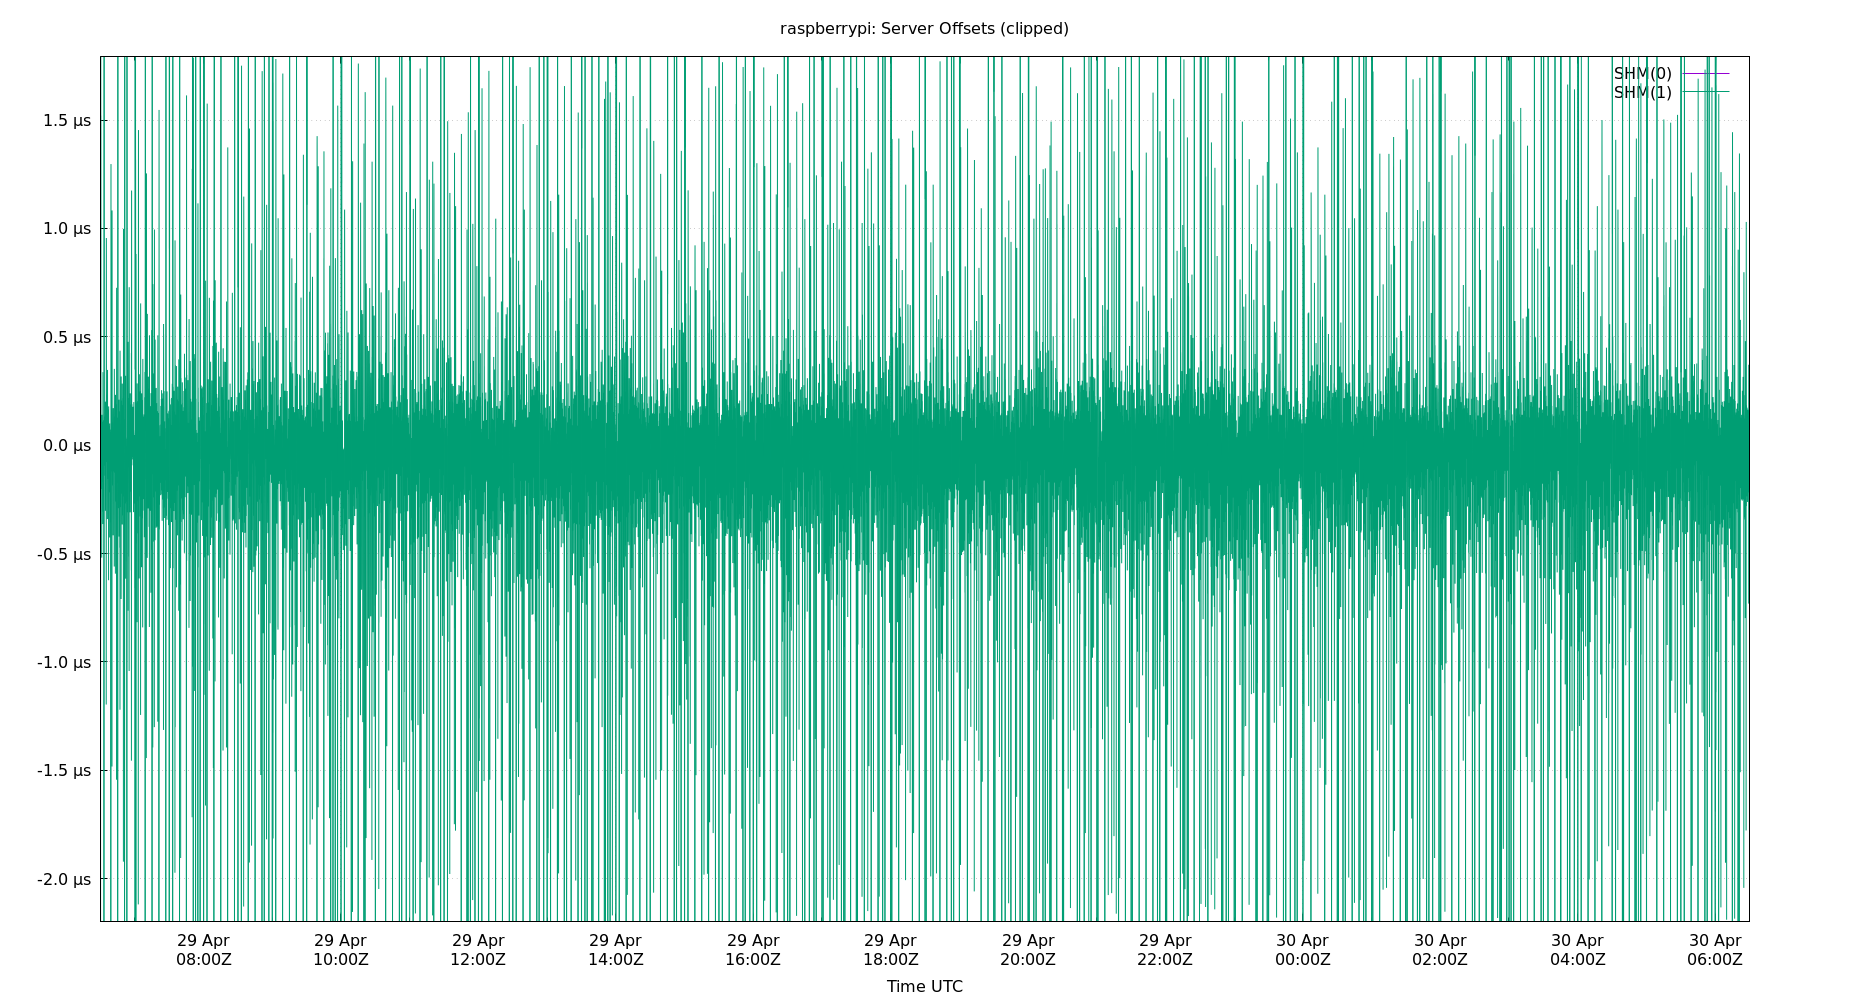 raspberrypi: Server Offsets (clipped)
SHM(0)
SHM(1)
1.5 µs
1.0 µs
0.5 µs
0.0 µs
-0.5 µs
-1.0 µs
-1.5 µs
-2.0 µs
29 Apr 29 Apr 29 Apr 29 Apr 29 Apr 29 Apr 29 Apr 29 Apr 30 Apr 30 Apr 30 Apr 30 Apr
08:00Z 10:00Z 12:00Z 14:00Z 16:00Z 18:00Z 20:00Z 22:00Z 00:00Z 02:00Z 04:00Z 06:00Z
Time UTC